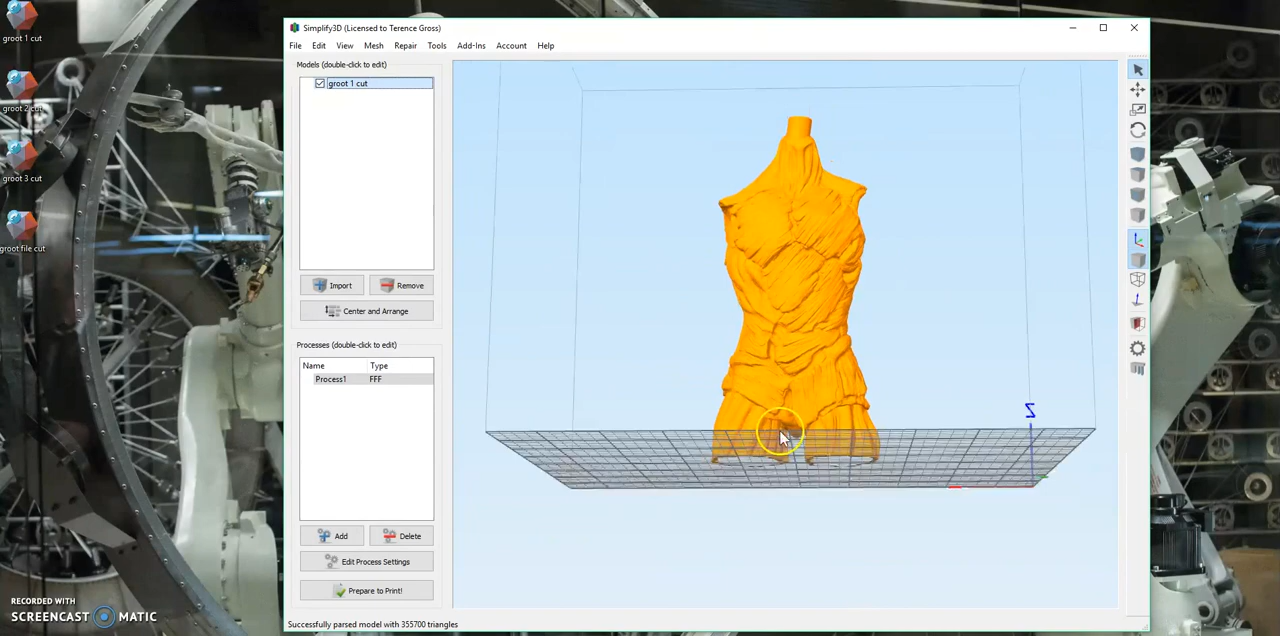 groot 1 cut
groot 2 cut
groot 3 cut
groot file cut
Simplify3D (Licensed to Terence Gross)
File Edit View Mesh Repair Tools Add-Ins Account Help
Models (double-click to edit)
groot 1 cut
Import Remove
Center and Arrange
Processes (double-click to edit)
Name Type
Process1 FFF
Add Delete
Edit Process Settings
Prepare to Print!
Z
Successfully parsed model with 355700 triangles
RECORDED WITH
SCREENCAST MATIC